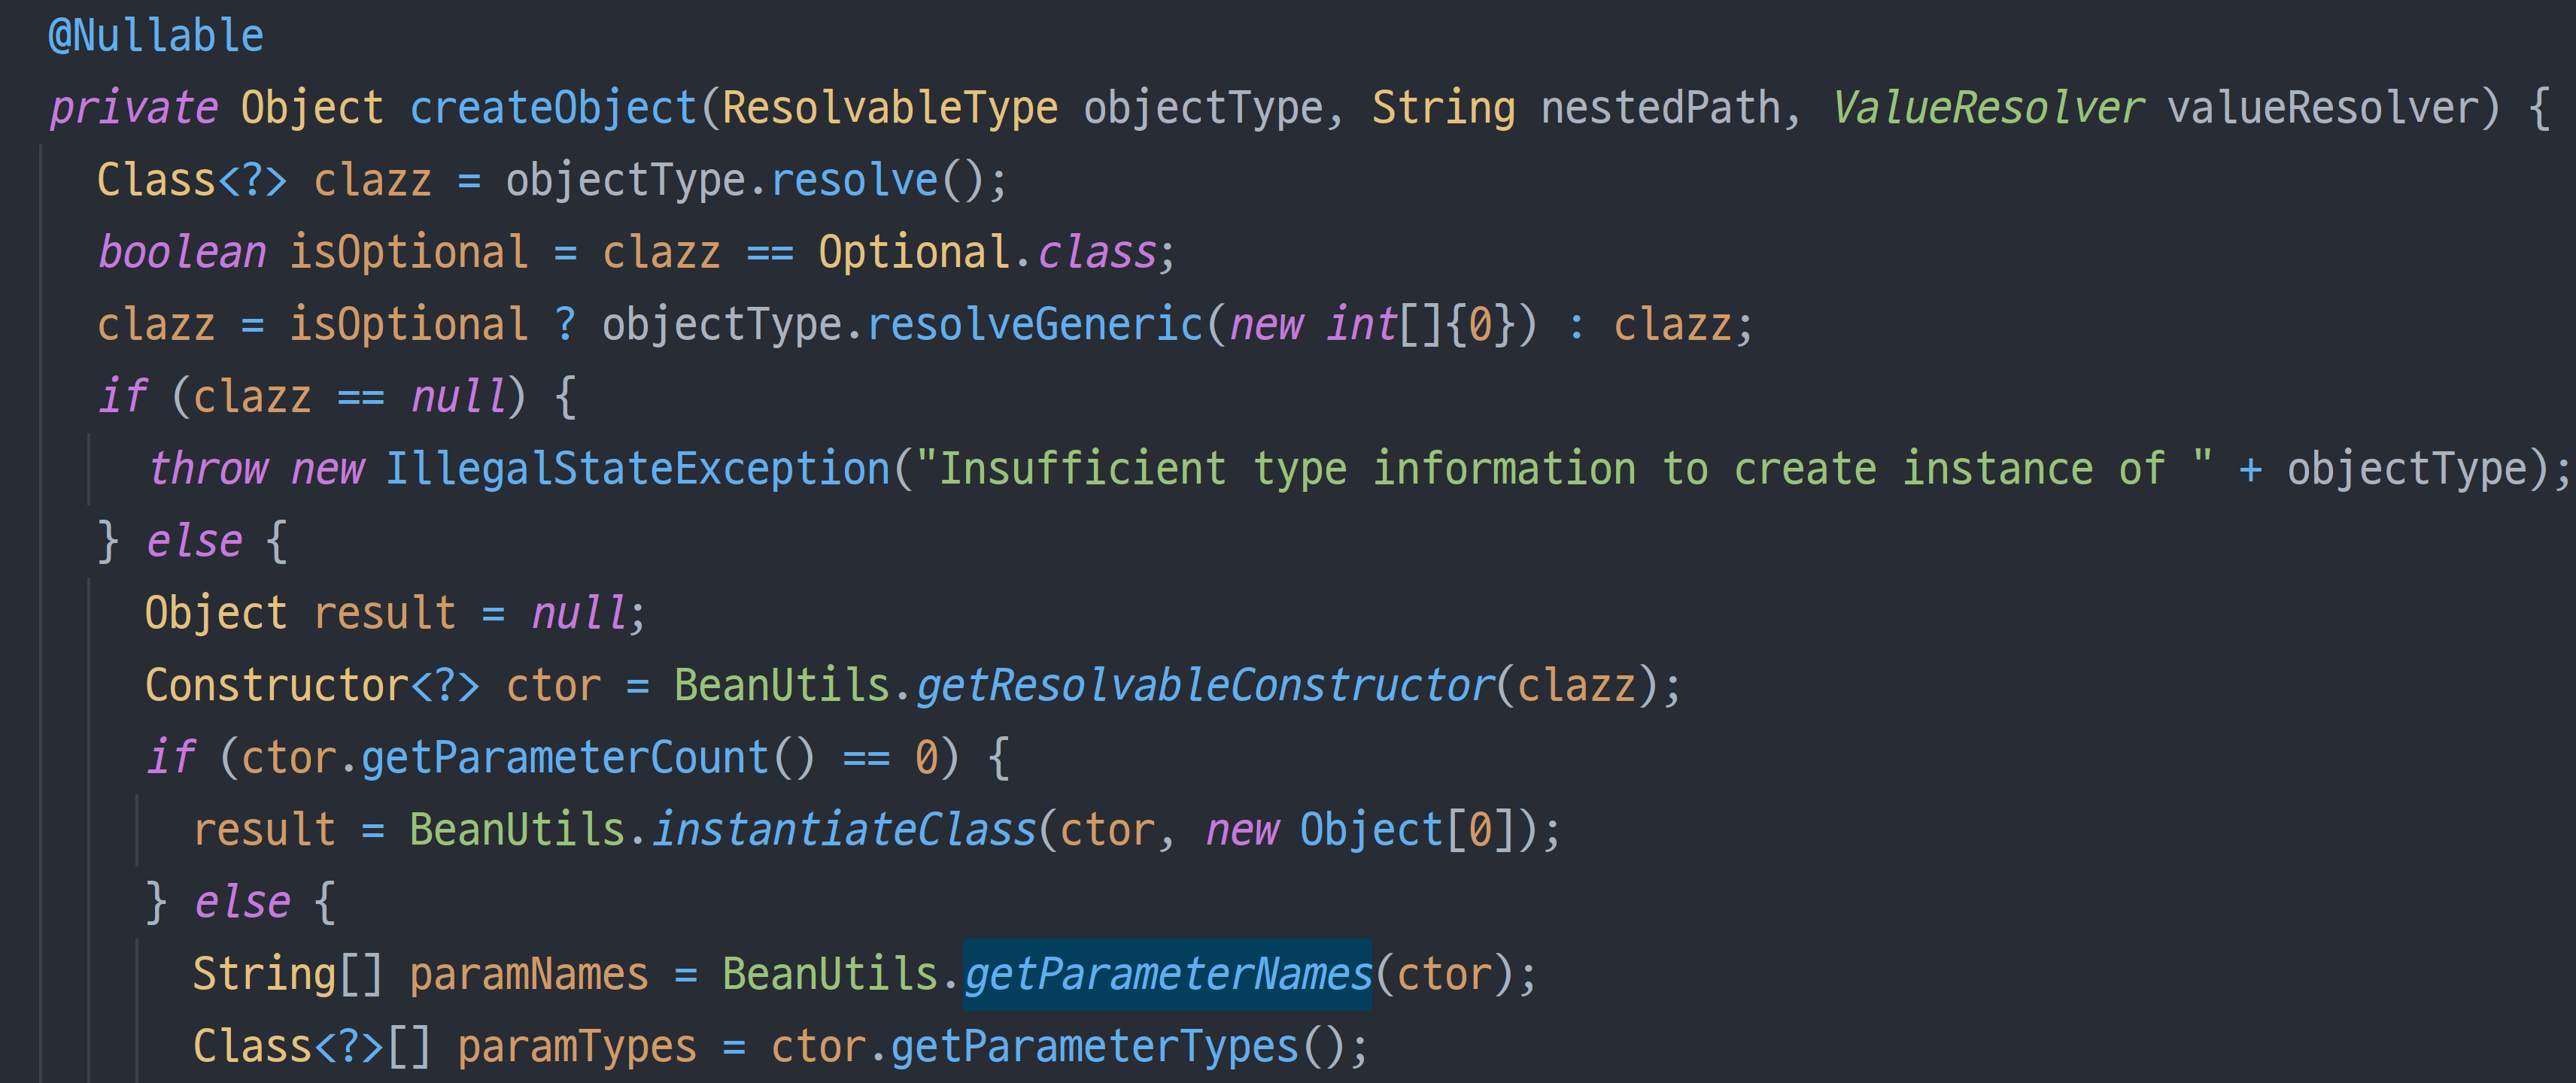 @Nullable
private Object createObject(ResolvableType objectType, String nestedPath, ValueResolver valueResolver) {
  Class<?> clazz = objectType.resolve();
  boolean isOptional = clazz == Optional.class;
  clazz = isOptional ? objectType.resolveGeneric(new int[]{0}) : clazz;
  if (clazz == null) {
    throw new IllegalStateException("Insufficient type information to create instance of " + objectType);
  } else {
    Object result = null;
    Constructor<?> ctor = BeanUtils.getResolvableConstructor(clazz);
    if (ctor.getParameterCount() == 0) {
      result = BeanUtils.instantiateClass(ctor, new Object[0]);
    } else {
      String[] paramNames = BeanUtils.getParameterNames(ctor);
      Class<?>[] paramTypes = ctor.getParameterTypes();